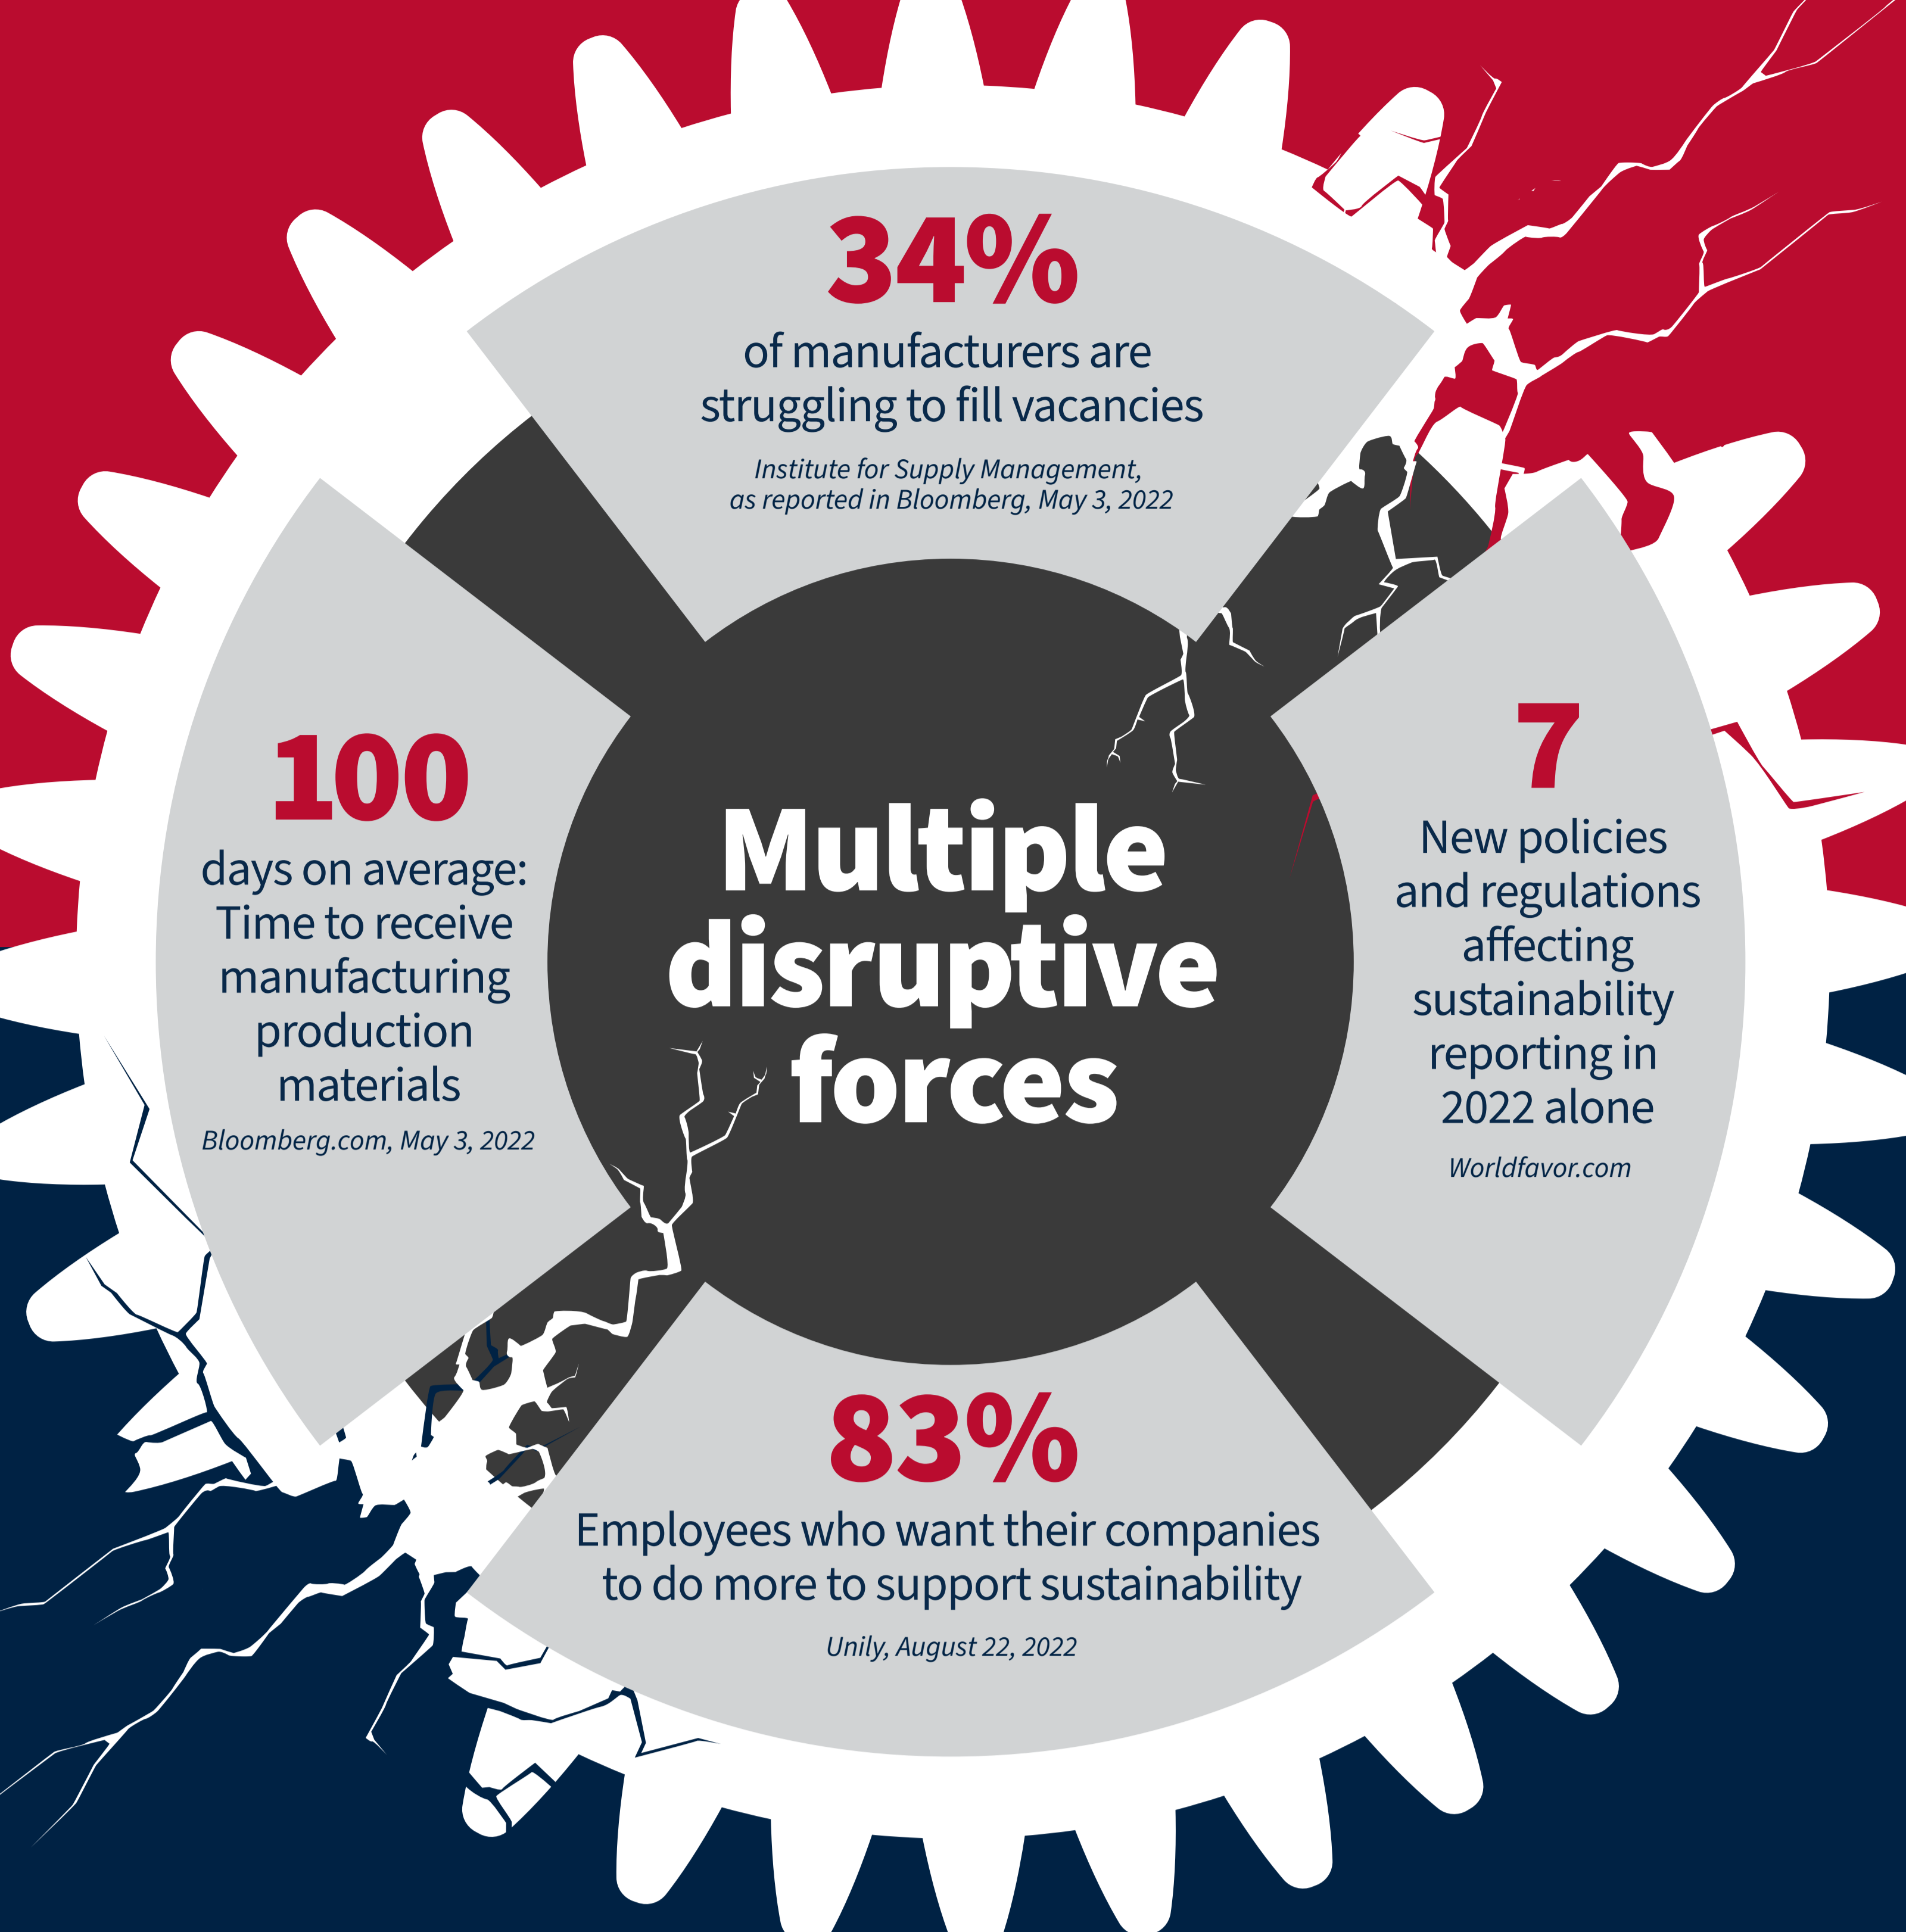 34%
of manufacturers are
struggling to fill vacancies
Institute for Supply Management,
as reported in Bloomberg, May 3, 2022
100
days on average:
Time to receive
manufacturing
production
materials
Bloomberg.com, May 3, 2022
Multiple
disruptive
forces
7
New policies
and regulations
affecting
sustainability
reporting in
2022 alone
Worldfavor.com
83%
Employees who want their companies
to do more to support sustainability
Unily, August 22, 2022